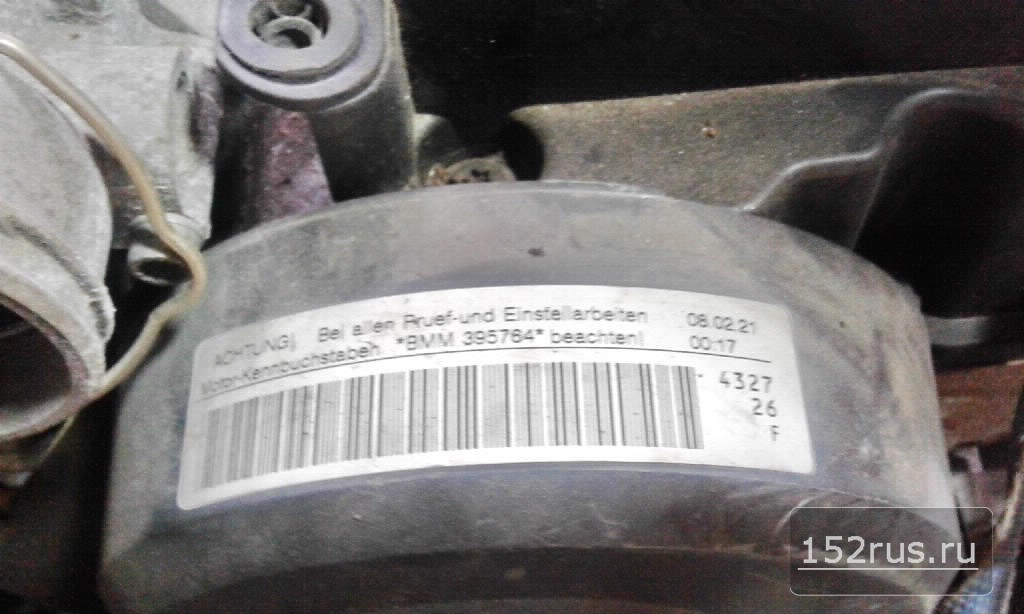 ACHTUNG! Bei allen Pruef-und Einstellarbeiten 08.02.21
Motor-Kennbuchstaben *BMM 395764* beachten! 00:17
4327
26
F
152rus.ru